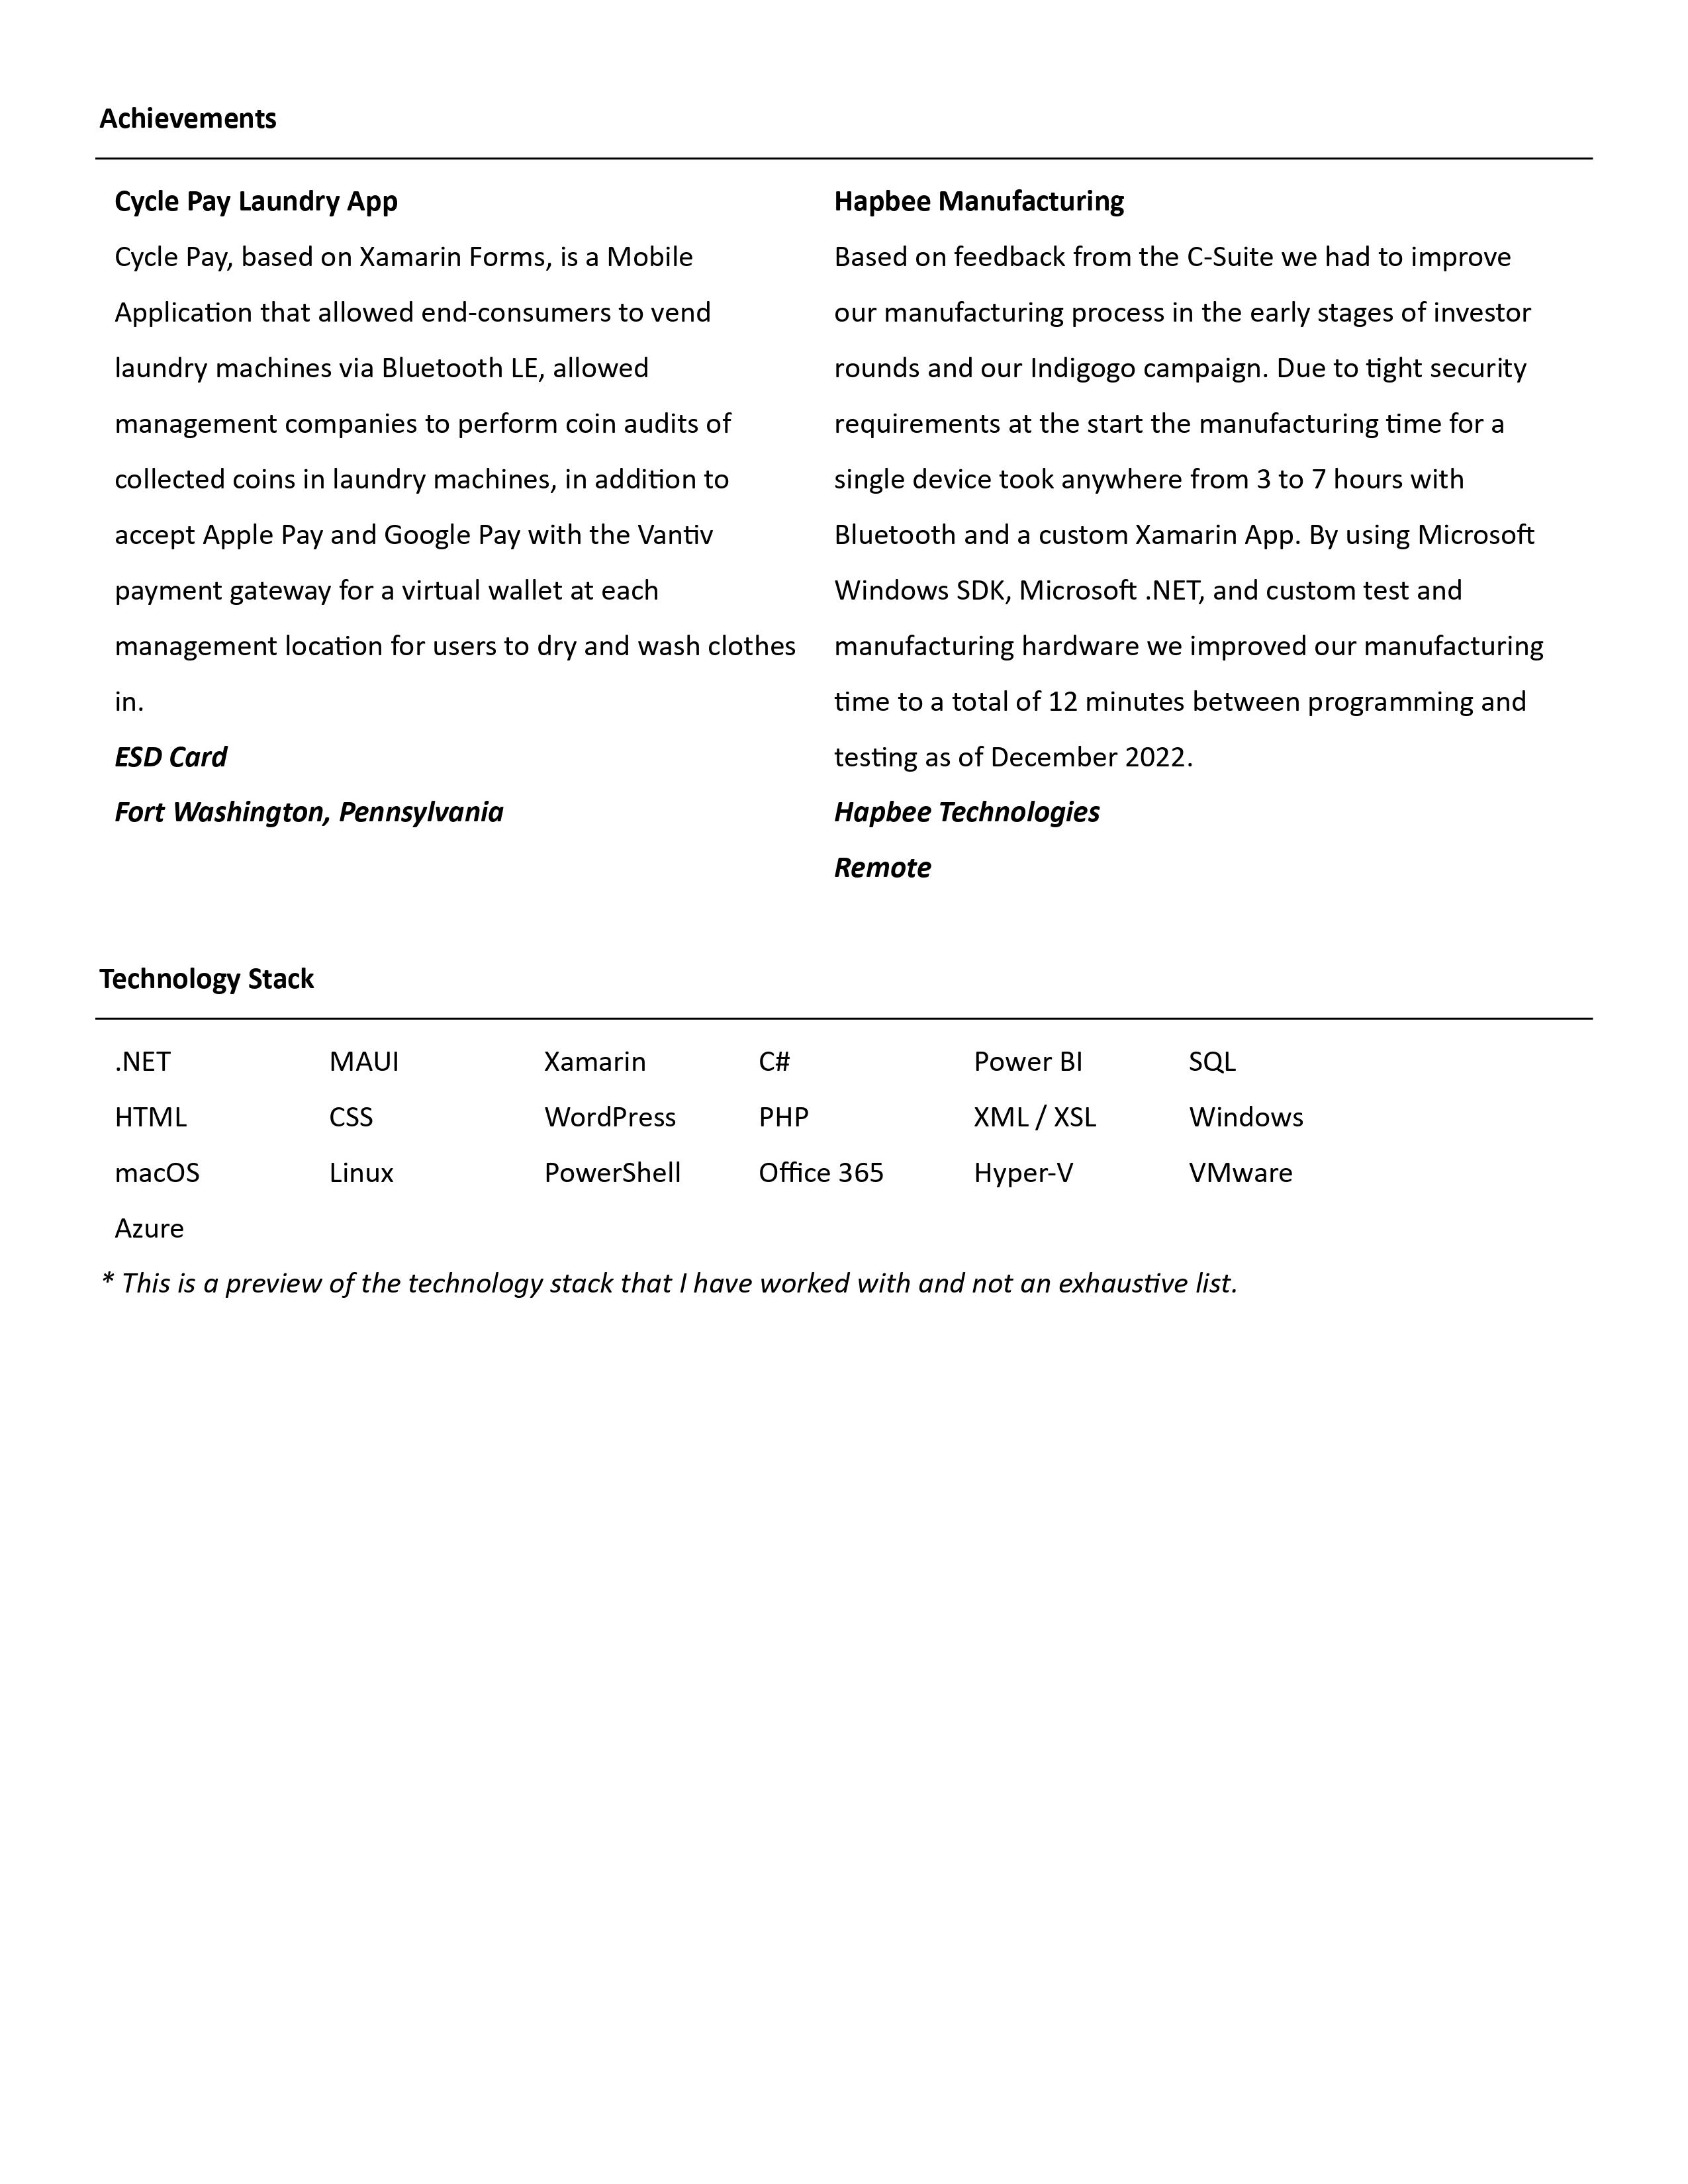 Achievements
Cycle Pay Laundry App
Cycle Pay, based on Xamarin Forms, is a Mobile
Application that allowed end-consumers to vend
laundry machines via Bluetooth LE, allowed
management companies to perform coin audits of
collected coins in laundry machines, in addition to
accept Apple Pay and Google Pay with the Vantiv
payment gateway for a virtual wallet at each
management location for users to dry and wash clothes
in.
ESD Card
Fort Washington, Pennsylvania
Hapbee Manufacturing
Based on feedback from the C-Suite we had to improve
our manufacturing process in the early stages of investor
rounds and our Indigogo campaign. Due to tight security
requirements at the start the manufacturing time for a
single device took anywhere from 3 to 7 hours with
Bluetooth and a custom Xamarin App. By using Microsoft
Windows SDK, Microsoft .NET, and custom test and
manufacturing hardware we improved our manufacturing
time to a total of 12 minutes between programming and
testing as of December 2022.
Hapbee Technologies
Remote
Technology Stack
.NET MAUI Xamarin C# Power BI SQL
HTML CSS WordPress PHP XML / XSL Windows
macOS Linux PowerShell Office 365 Hyper-V VMware
Azure
* This is a preview of the technology stack that I have worked with and not an exhaustive list.